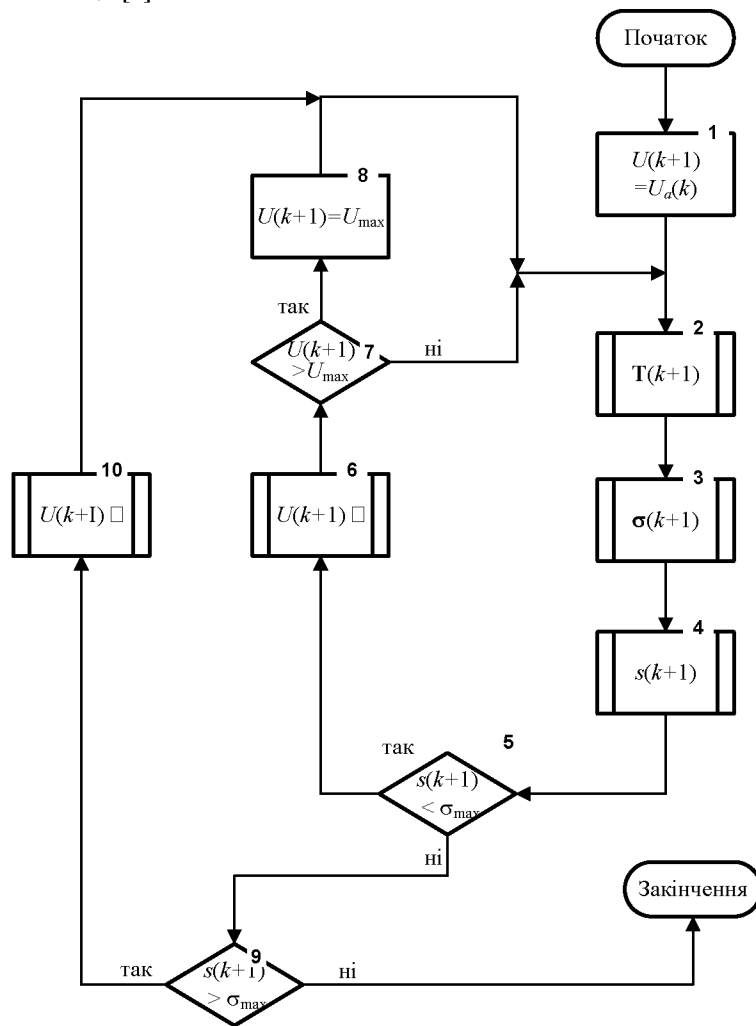 Початок
1
U(k+1)
=Uₐ(k)
8
U(k+1)=Umax
так
U(k+1)
7
>Umax
ні
2
T(k+1)
10
U(k+I) □
6
U(k+1) □
3
σ(k+1)
4
s(k+1)
так
5
s(k+1)
< σmax
ні
Закінчення
9
так
s(k+1)
ні
> σmax